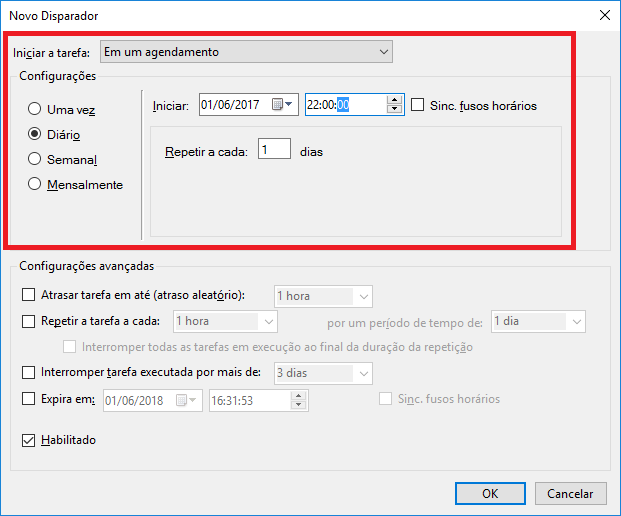 Novo Disparador
Iniciar a tarefa: Em um agendamento
Configurações
Uma vez
Diário
Semanal
Mensalmente
Iniciar: 01/06/2017 22:00:00 Sinc. fusos horários
Repetir a cada: 1 dias
Configurações avançadas
Atrasar tarefa em até (atraso aleatório): 1 hora
Repetir a tarefa a cada: 1 hora por um período de tempo de: 1 dia
Interromper todas as tarefas em execução ao final da duração da repetição
Interromper tarefa executada por mais de: 3 dias
Expira em: 01/06/2018 16:31:53 Sinc. fusos horários
Habilitado
OK Cancelar